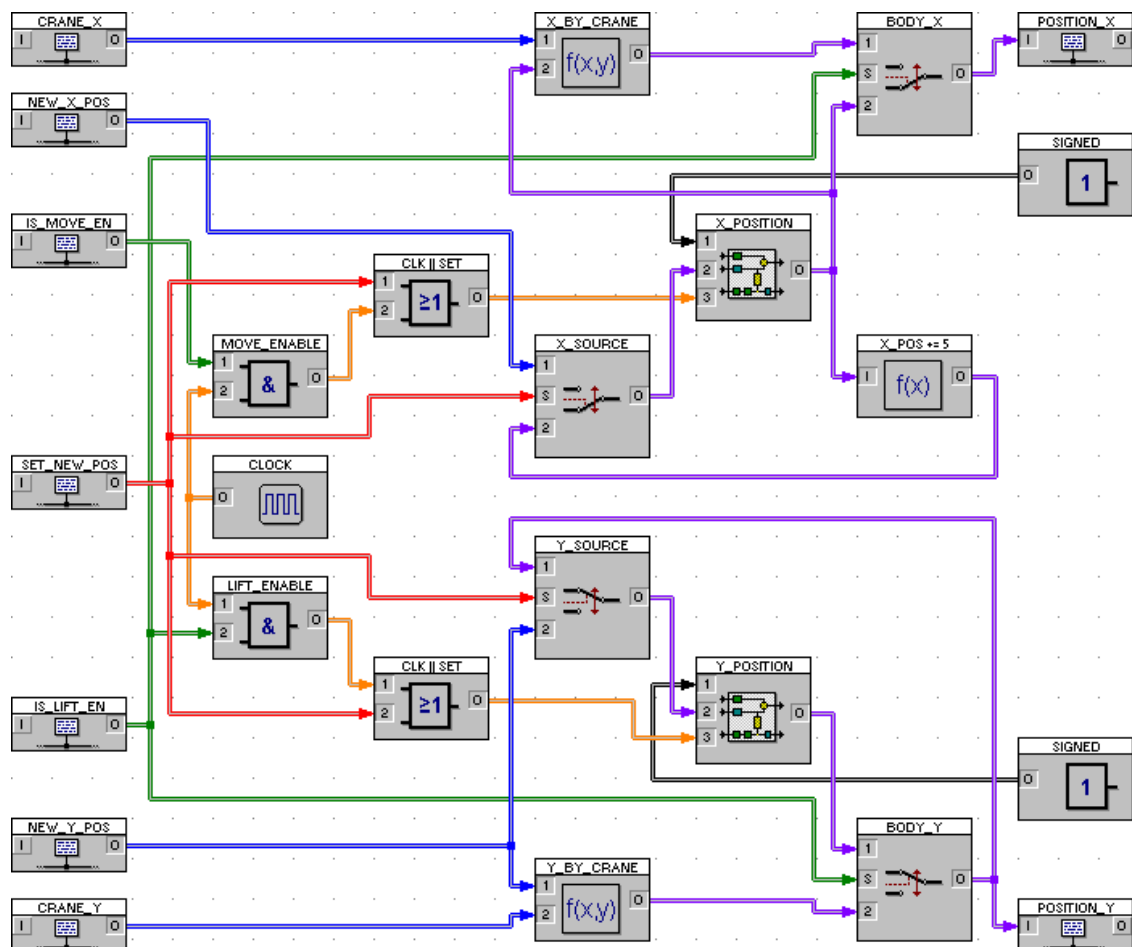 CRANE_X
I O
X_BY_CRANE
1 O
2
f(x,y)
BODY_X
1
S O
2
POSITION_X
I O
NEW_X_POS
I O
SIGNED
O 1
IS_MOVE_EN
I O
X_POSITION
1
2 O
3
CLK || SET
1 O
2
≥1
MOVE_ENABLE
1 O
2
&
X_SOURCE
1
S O
2
X_POS += 5
I O
f(x)
SET_NEW_POS
I O
CLOCK
O
Y_SOURCE
1
S O
2
LIFT_ENABLE
1 O
2
&
CLK || SET
1 O
2
≥1
Y_POSITION
1
2 O
3
IS_LIFT_EN
I O
SIGNED
O 1
NEW_Y_POS
I O
BODY_Y
1
S O
2
Y_BY_CRANE
1 O
2
f(x,y)
CRANE_Y
I O
POSITION_Y
I O